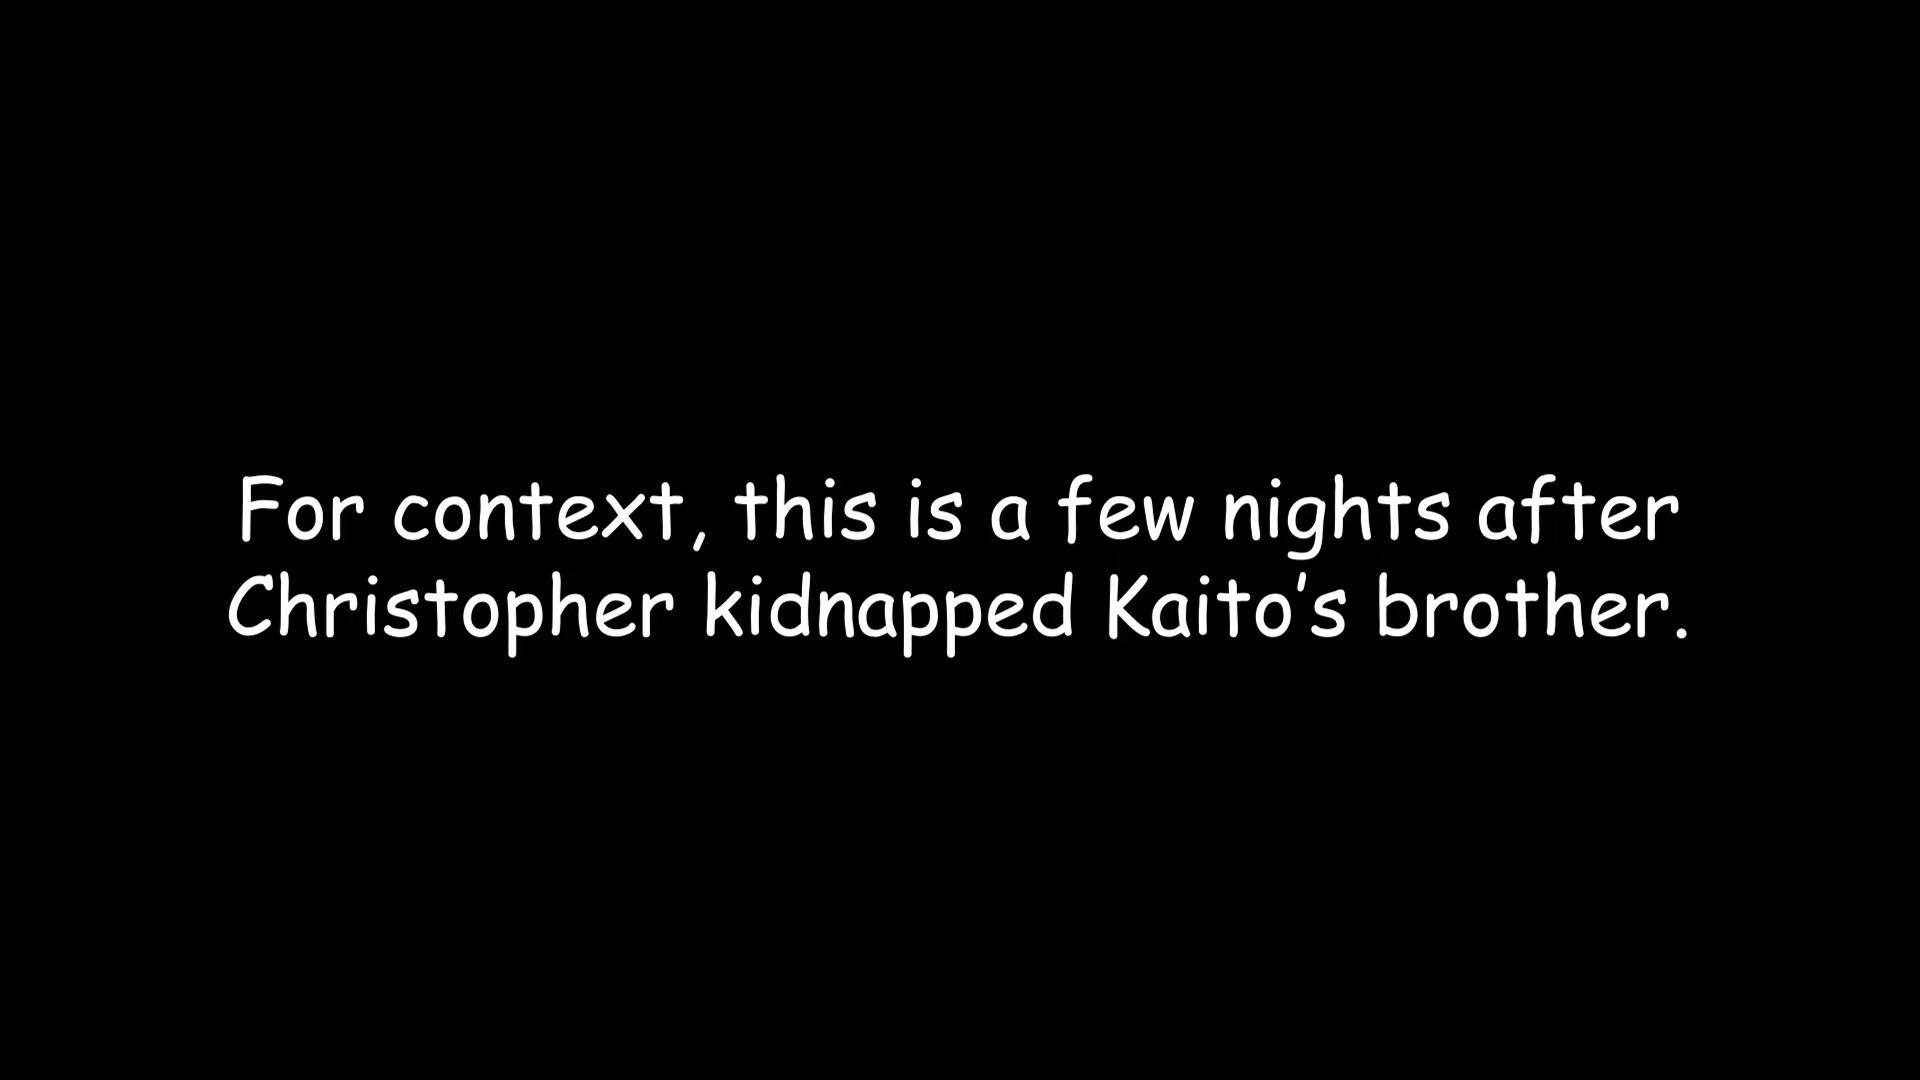 For context, this is a few nights after
Christopher kidnapped Kaito’s brother.